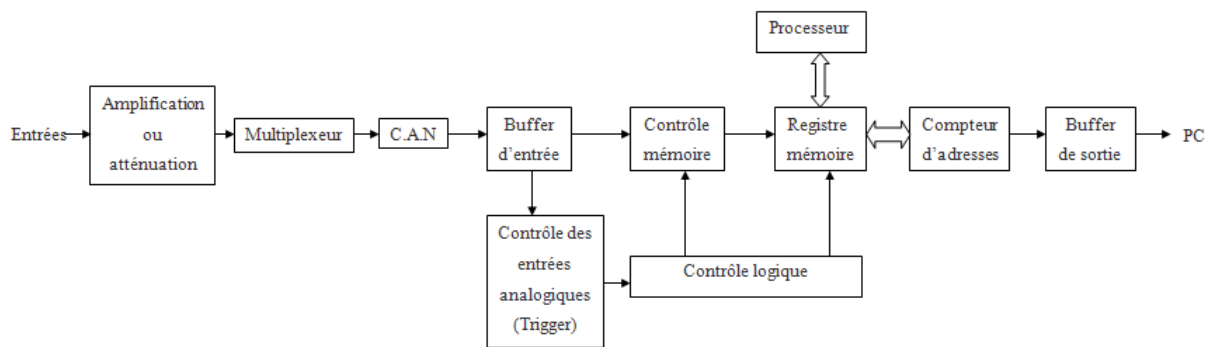 Processeur
Entrées
Amplification
ou
atténuation
Multiplexeur
C.A.N
Buffer
d’entrée
Contrôle
mémoire
Registre
mémoire
Compteur
d’adresses
Buffer
de sortie
PC
Contrôle des
entrées
analogiques
(Trigger)
Contrôle logique